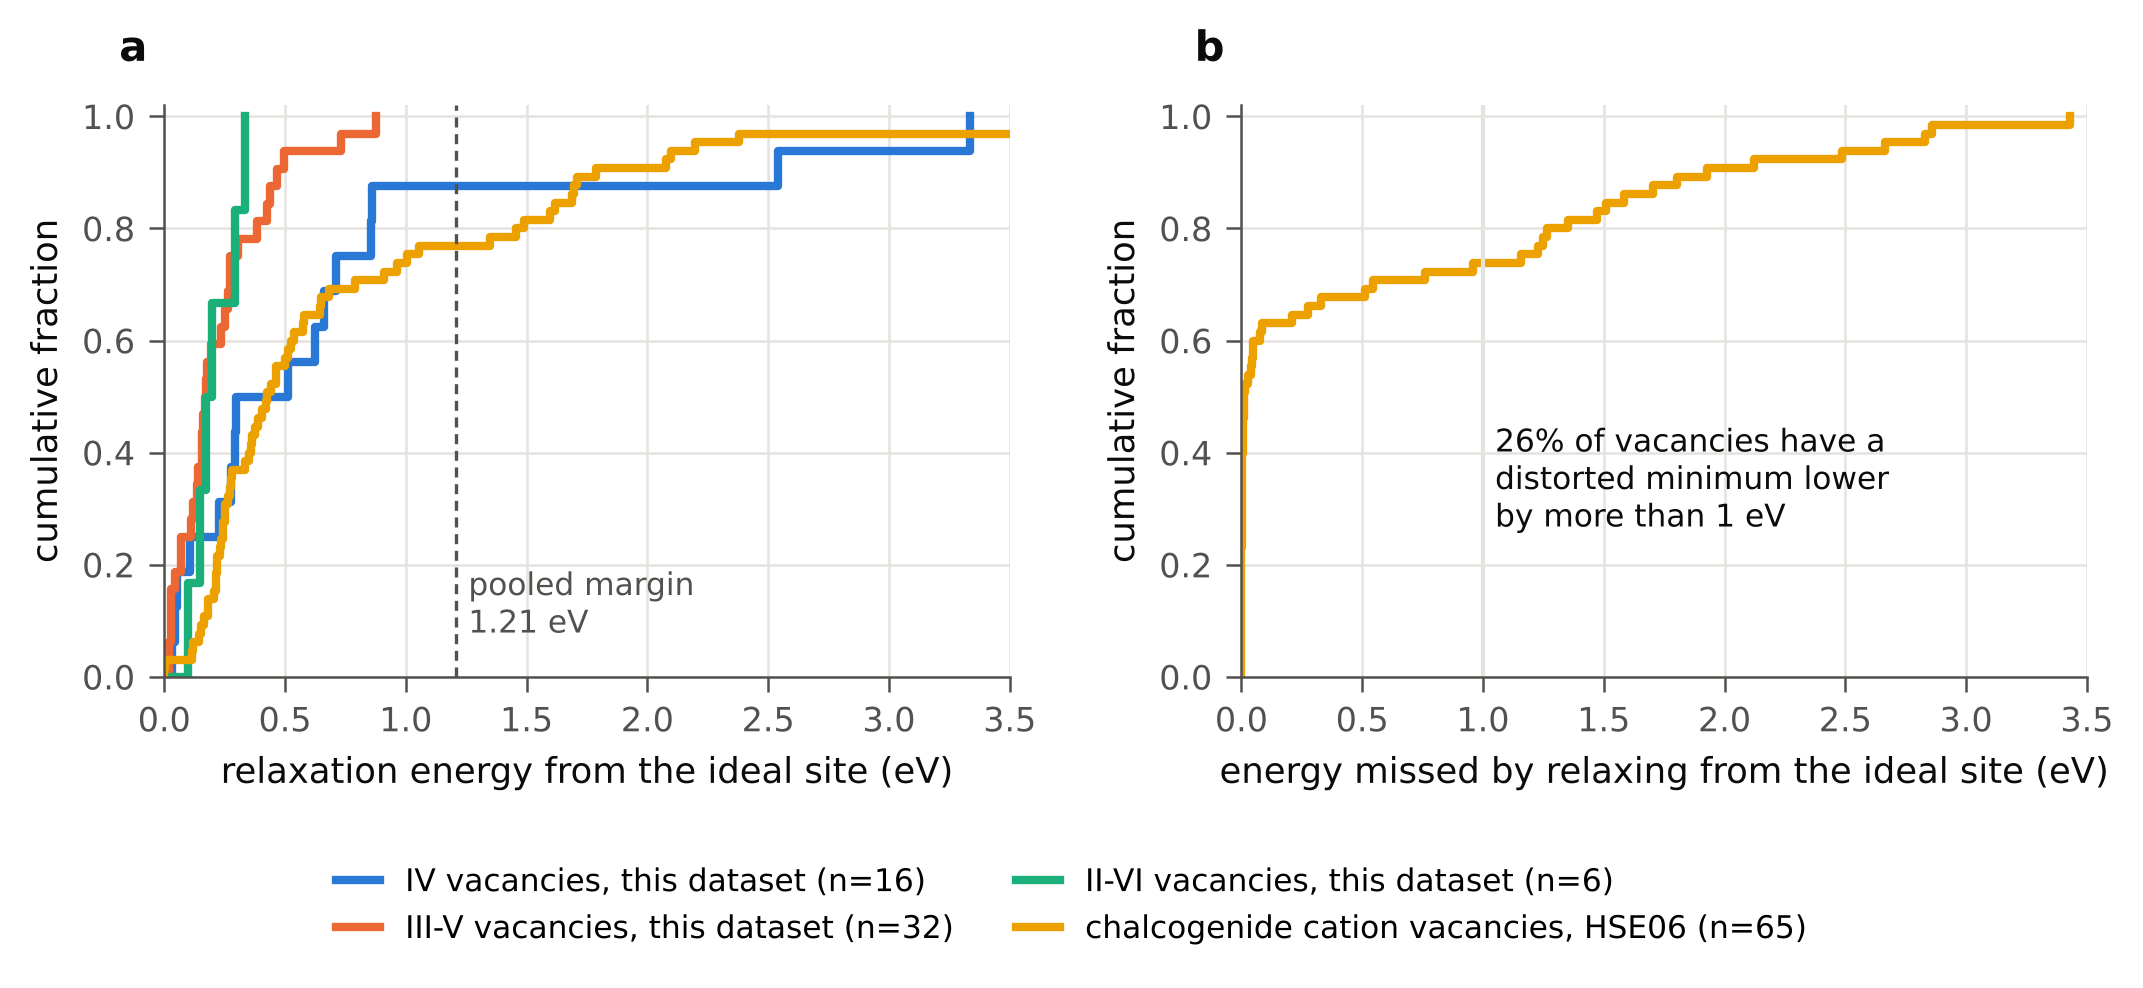 a
1.0
0.8
0.6
0.4
0.2
0.0
cumulative fraction
pooled margin
1.21 eV
0.0 0.5 1.0 1.5 2.0 2.5 3.0 3.5
relaxation energy from the ideal site (eV)
b
1.0
0.8
0.6
0.4
0.2
0.0
cumulative fraction
26% of vacancies have a
distorted minimum lower
by more than 1 eV
0.0 0.5 1.0 1.5 2.0 2.5 3.0 3.5
energy missed by relaxing from the ideal site (eV)
IV vacancies, this dataset (n=16)
III-V vacancies, this dataset (n=32)
II-VI vacancies, this dataset (n=6)
chalcogenide cation vacancies, HSE06 (n=65)